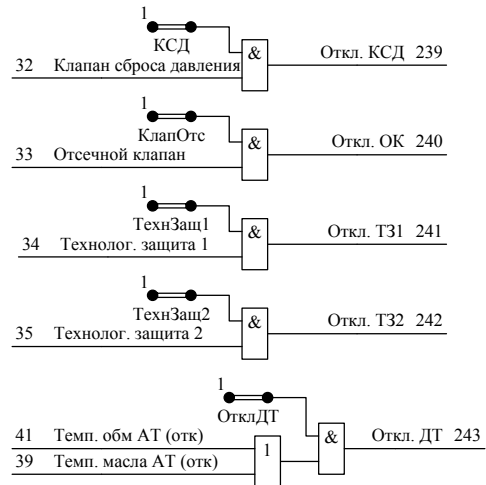 1
КСД
&
Откл. КСД 239
32 Клапан сброса давления
1
КлапОтс
&
Откл. ОК 240
33 Отсечной клапан
1
ТехнЗащ1
&
Откл. ТЗ1 241
34 Технолог. защита 1
1
ТехнЗащ2
&
Откл. ТЗ2 242
35 Технолог. защита 2
1
ОтклДТ
41 Темп. обм АТ (отк)
&
Откл. ДТ 243
1
39 Темп. масла АТ (отк)